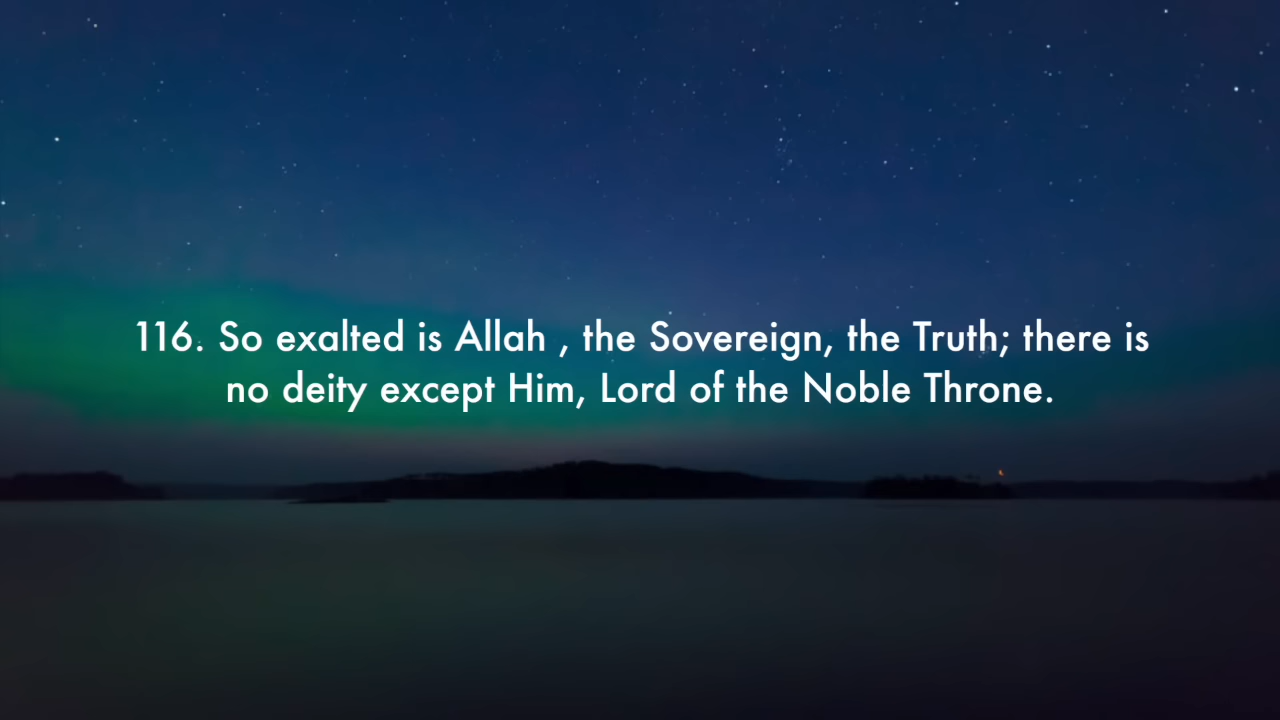 116. So exalted is Allah , the Sovereign, the Truth; there is
no deity except Him, Lord of the Noble Throne.